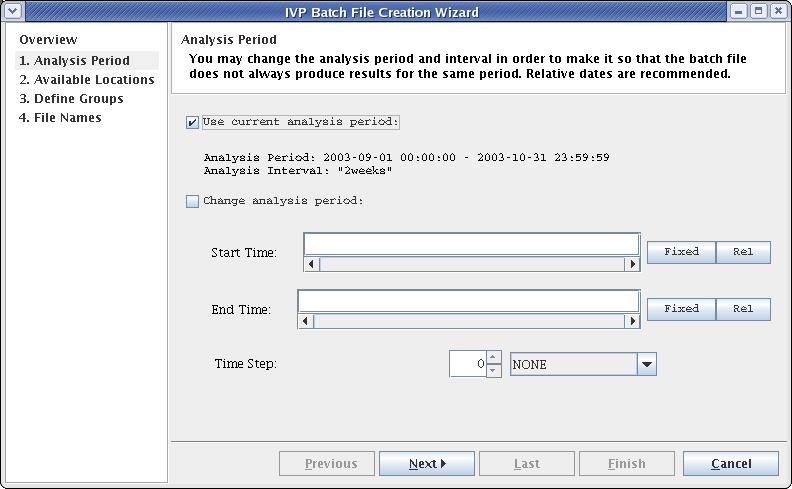 IVP Batch File Creation Wizard
Overview
1. Analysis Period
2. Available Locations
3. Define Groups
4. File Names
Analysis Period
You may change the analysis period and interval in order to make it so that the batch file
does not always produce results for the same period. Relative dates are recommended.
Use current analysis period:
Analysis Period: 2003-09-01 00:00:00 - 2003-10-31 23:59:59
Analysis Interval: "2weeks"
Change analysis period:
Start Time:
Fixed
Rel
End Time:
Fixed
Rel
Time Step:
0
NONE
Previous
Next
Last
Finish
Cancel